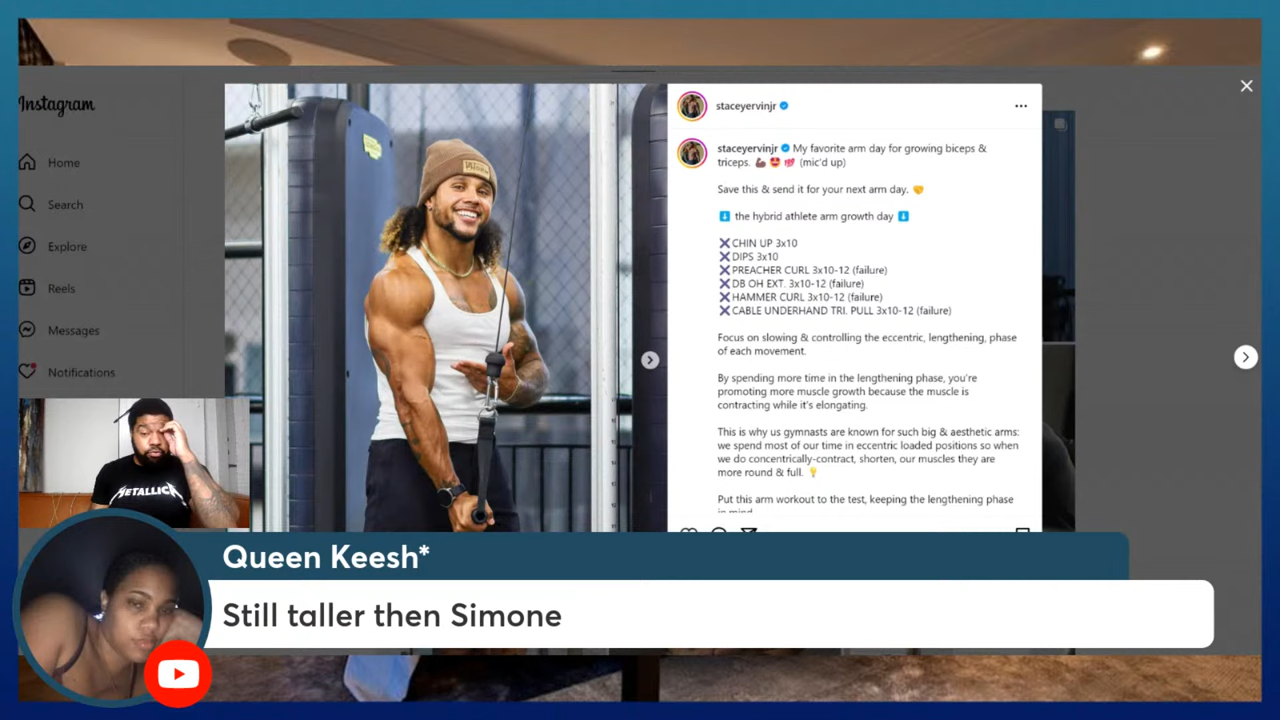 Instagram
Home
Search
Explore
Reels
Messages
Notifications
staceyervinjr
staceyervinjr My favorite arm day for growing biceps &
triceps. 💪🏾 🤩 💯 (mic'd up)
Save this & send it for your next arm day. 🤝
⬇️ the hybrid athlete arm growth day ⬇️
✖️CHIN UP 3x10
✖️DIPS 3x10
✖️PREACHER CURL 3x10-12 (failure)
✖️DB OH EXT. 3x10-12 (failure)
✖️HAMMER CURL 3x10-12 (failure)
✖️CABLE UNDERHAND TRI. PULL 3x10-12 (failure)
Focus on slowing & controlling the eccentric, lengthening, phase
of each movement.
By spending more time in the lengthening phase, you're
promoting more muscle growth because the muscle is
contracting while it's elongating.
This is why us gymnasts are known for such big & aesthetic arms:
we spend most of our time in eccentric loaded positions so when
we do concentrically-contract, shorten, our muscles they are
more round & full. 💡
Put this arm workout to the test, keeping the lengthening phase
in mind
METALLICA
Queen Keesh*
Still taller then Simone